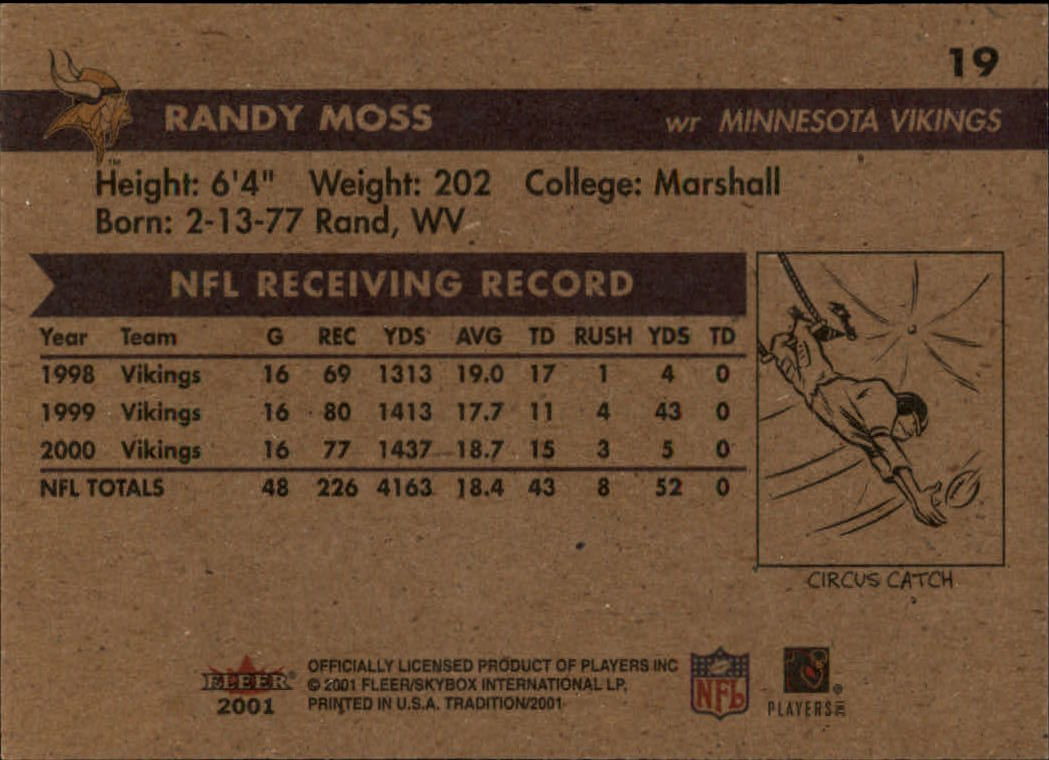 19
RANDY MOSS wr MINNESOTA VIKINGS
™
Height: 6'4" Weight: 202 College: Marshall
Born: 2-13-77 Rand, WV
NFL RECEIVING RECORD
Year Team G REC YDS AVG TD RUSH YDS TD
1998 Vikings 16 69 1313 19.0 17 1 4 0
1999 Vikings 16 80 1413 17.7 11 4 43 0
2000 Vikings 16 77 1437 18.7 15 3 5 0
NFL TOTALS 48 226 4163 18.4 43 8 52 0
CIRCUS CATCH
FLEER®
2001
OFFICIALLY LICENSED PRODUCT OF PLAYERS INC
© 2001 FLEER/SKYBOX INTERNATIONAL LP.
PRINTED IN U.S.A. TRADITION/2001
NFL
PLAYERS INC ®